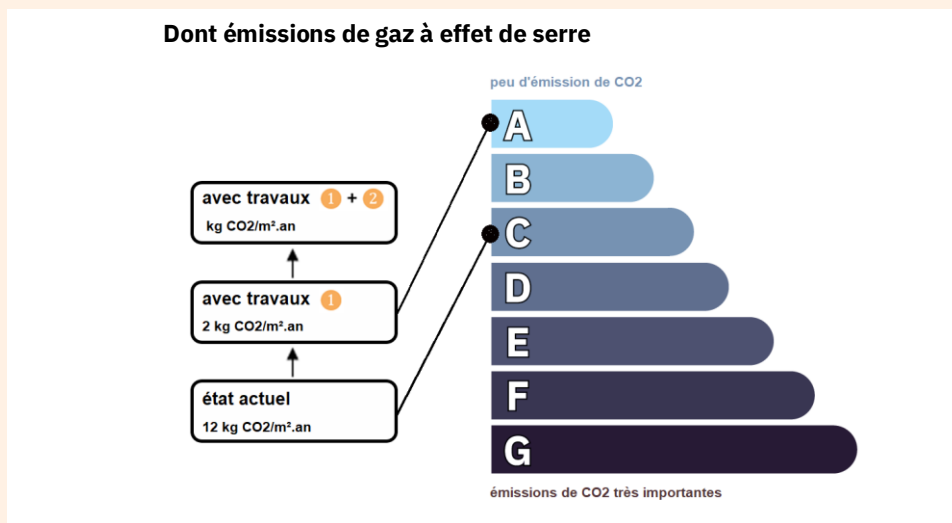 Dont émissions de gaz à effet de serre
peu d'émission de CO2
A
B
C
D
E
F
G
émissions de CO2 très importantes
avec travaux 1 + 2
kg CO2/m².an
avec travaux 1
2 kg CO2/m².an
état actuel
12 kg CO2/m².an